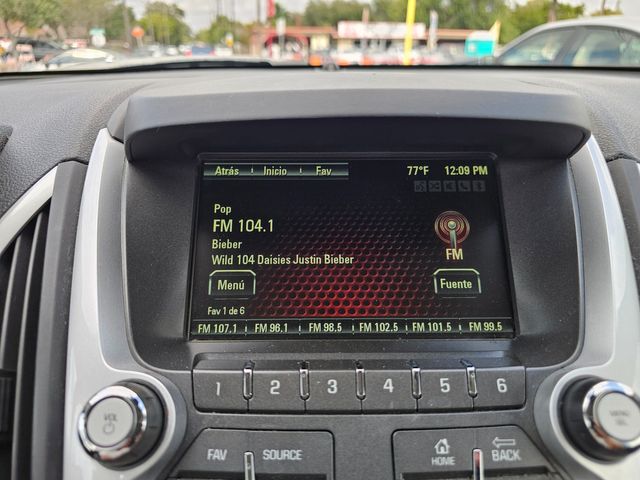 Atrás Inicio Fav 77°F 12:09 PM
Pop
FM 104.1
Bieber
Wild 104 Daisies Justin Bieber
FM
Menú Fuente
Fav 1 de 6
FM 107.1 FM 96.1 FM 98.5 FM 102.5 FM 101.5 FM 99.5
1 2 3 4 5 6
VOL
MENU
SEL
FAV SOURCE HOME BACK